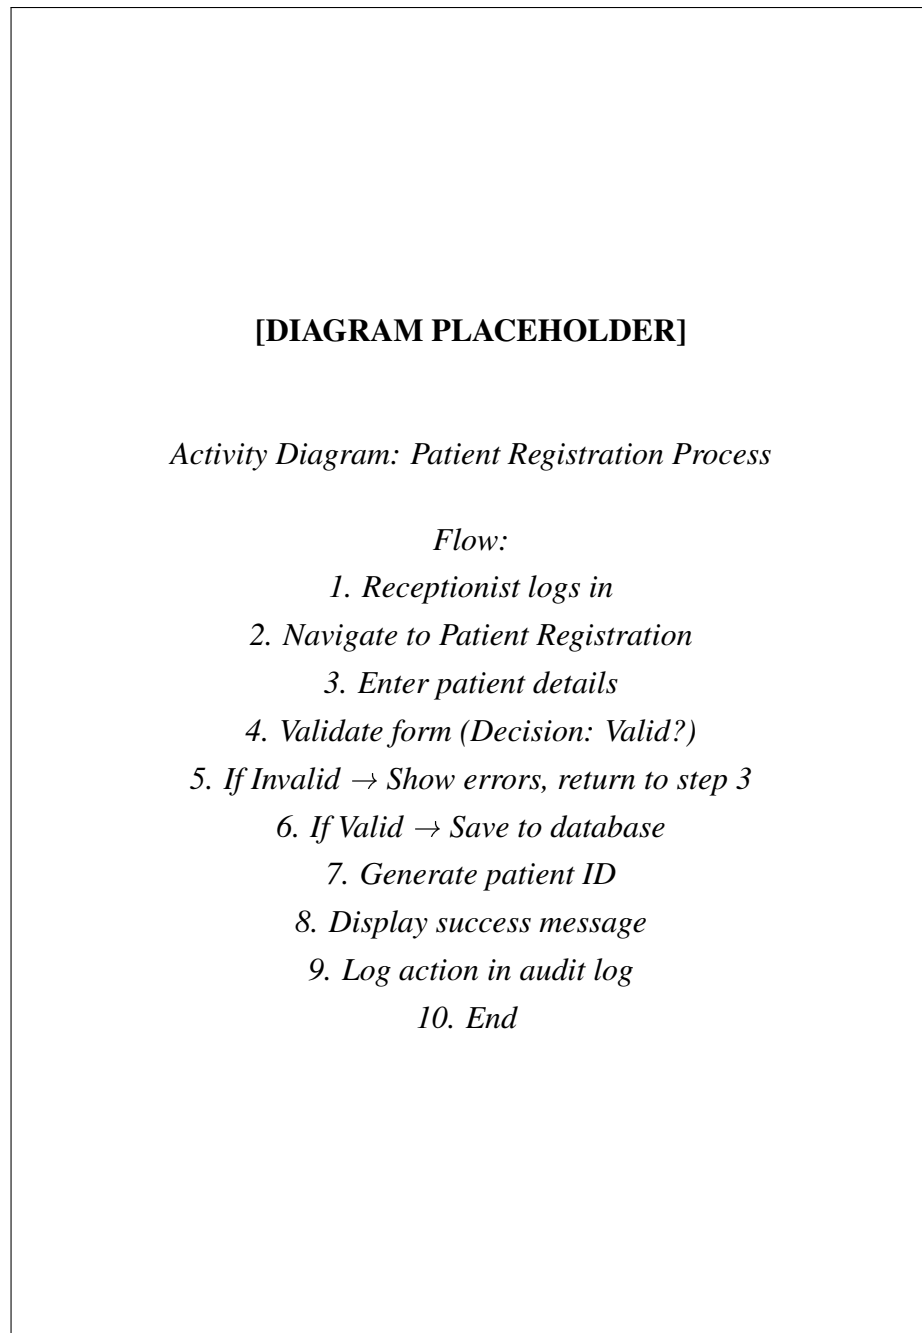 [DIAGRAM PLACEHOLDER]
Activity Diagram: Patient Registration Process
Flow:
1. Receptionist logs in
2. Navigate to Patient Registration
3. Enter patient details
4. Validate form (Decision: Valid?)
5. If Invalid → Show errors, return to step 3
6. If Valid → Save to database
7. Generate patient ID
8. Display success message
9. Log action in audit log
10. End